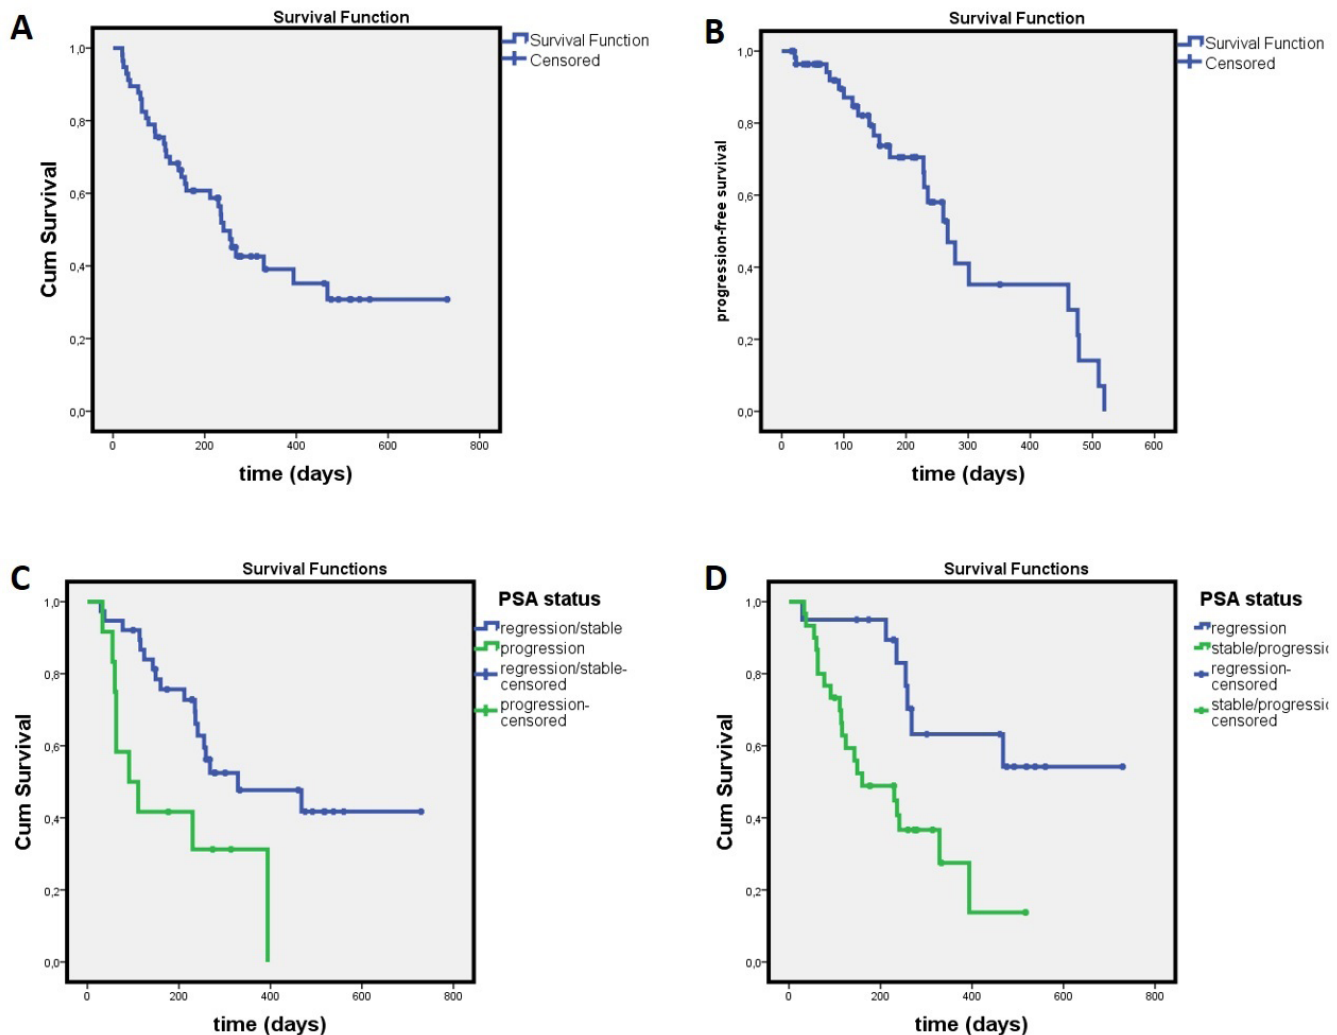 A
Survival Function
Survival Function
Censored
1,0
0,8
0,6
0,4
0,2
0,0
Cum Survival
0 200 400 600 800
time (days)
B
Survival Function
Survival Function
Censored
1,0
0,8
0,6
0,4
0,2
0,0
progression-free survival
0 100 200 300 400 500 600
time (days)
C
Survival Functions
PSA status
regression/stable
progression
regression/stable-
censored
progression-
censored
1,0
0,8
0,6
0,4
0,2
0,0
Cum Survival
0 200 400 600 800
time (days)
D
Survival Functions
PSA status
regression
stable/progressi
regression-
censored
stable/progressi
censored
1,0
0,8
0,6
0,4
0,2
0,0
Cum Survival
0 200 400 600 800
time (days)